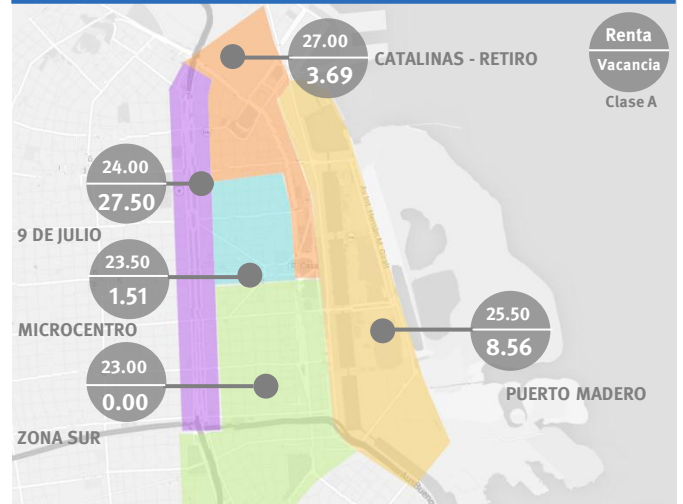 27.00
3.69
CATALINAS - RETIRO
Renta
Vacancia
Clase A
24.00
27.50
9 DE JULIO
23.50
1.51
MICROCENTRO
25.50
8.56
PUERTO MADERO
23.00
0.00
ZONA SUR